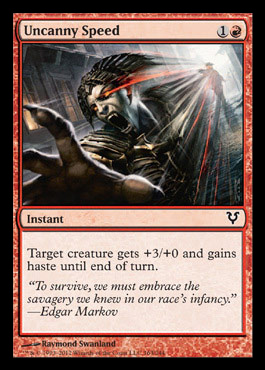 Uncanny Speed 1
Instant
Target creature gets +3/+0 and gains
haste until end of turn.
“To survive, we must embrace the
savagery we knew in our race’s infancy.”
—Edgar Markov
Raymond Swanland